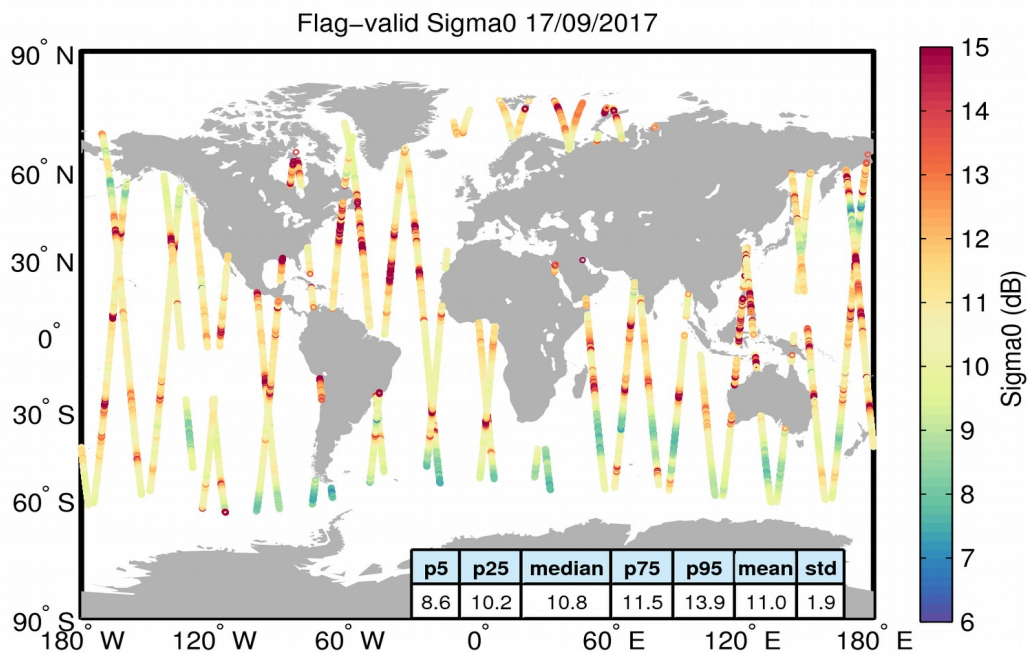 Flag−valid Sigma0 17/09/2017
90° N
60° N
30° N
0°
30° S
60° S
90° S
180° W
120° W
60° W
0°
60° E
120° E
180° E
p5 p25 median p75 p95 mean std
8.6 10.2 10.8 11.5 13.9 11.0 1.9
15
14
13
12
11
10
9
8
7
6
Sigma0 (dB)